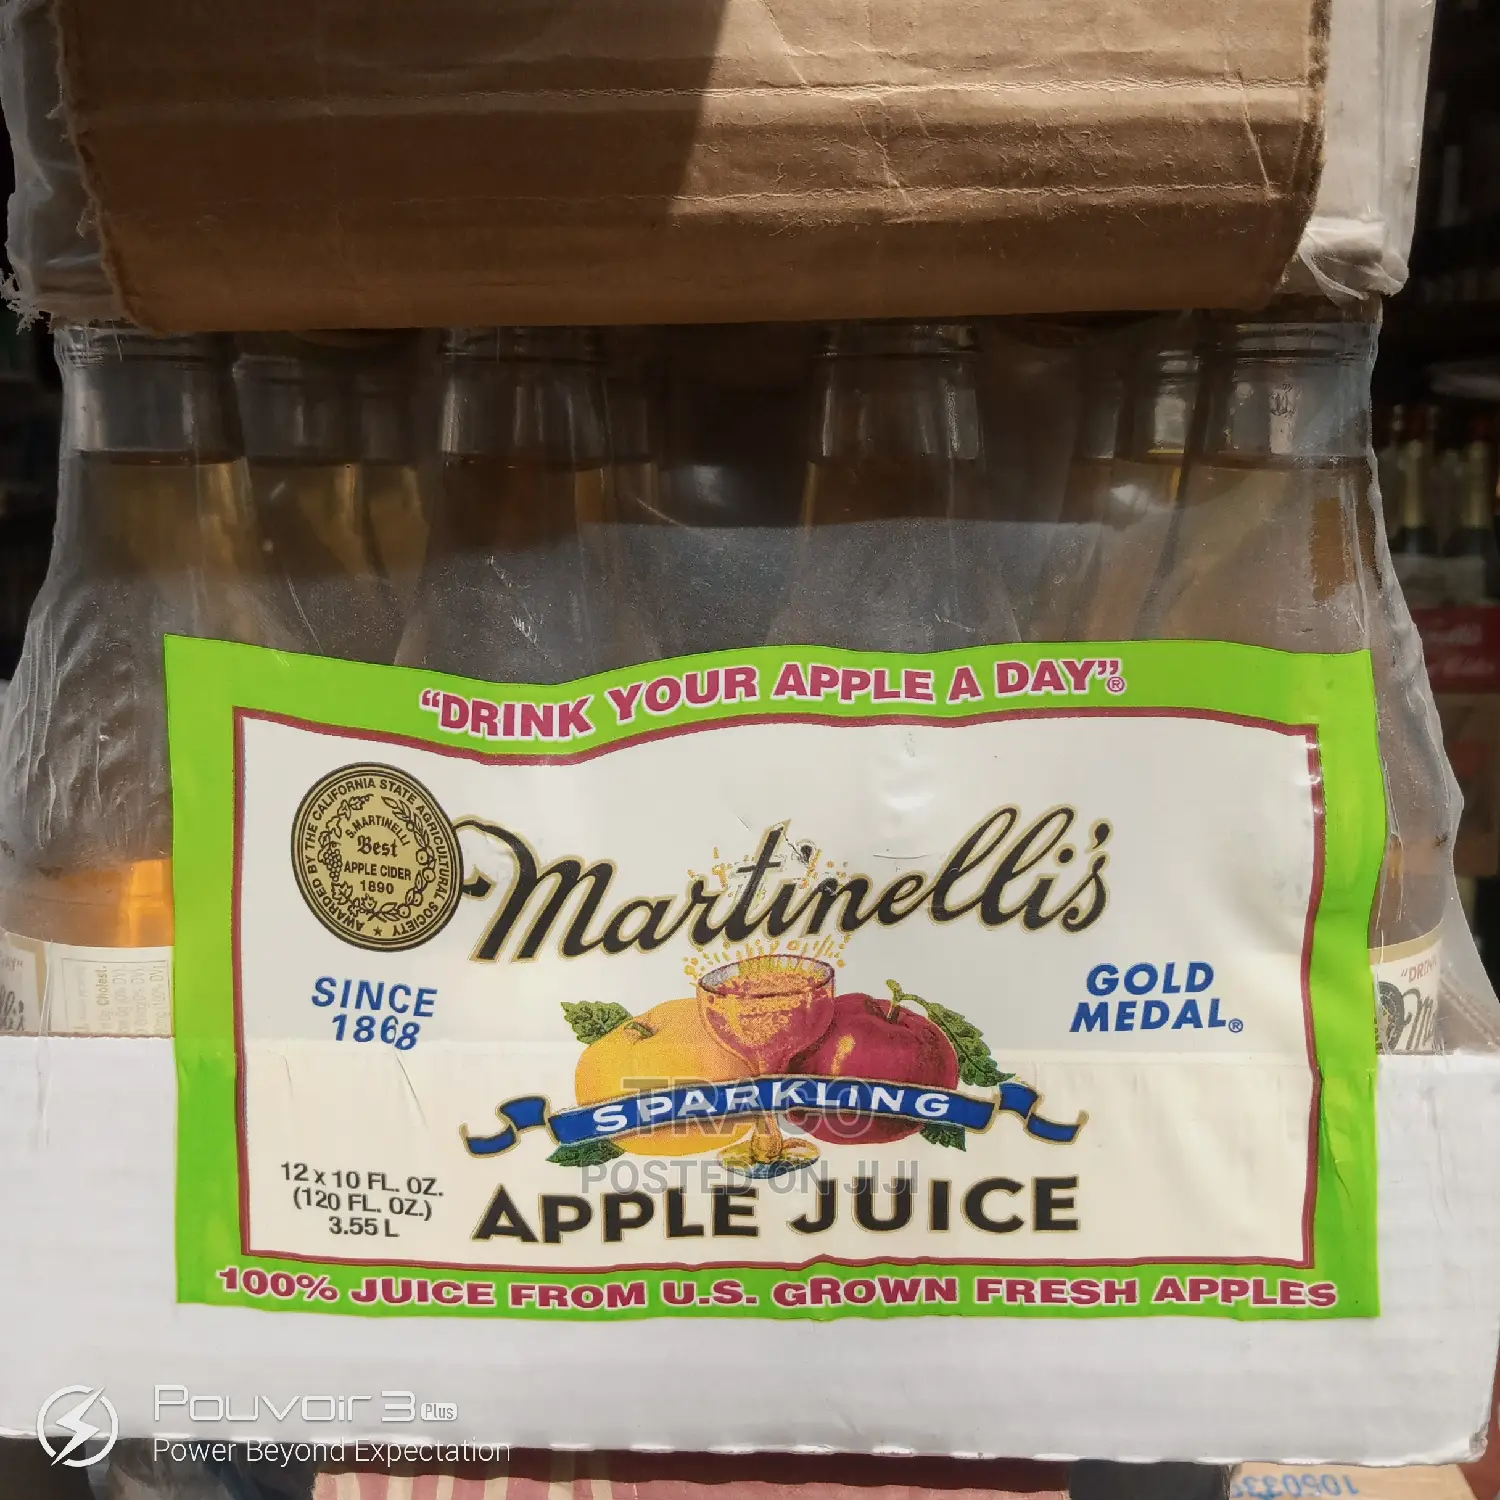 "DRINK YOUR APPLE A DAY"®
AWARDED BY THE CALIFORNIA STATE AGRICULTURAL SOCIETY ★
S. MARTINELLI
Best
APPLE CIDER
1890
Martinelli's
SINCE
1868
GOLD
MEDAL®
SPARKLING
TRACO
POSTED ON JIJI
12 x 10 FL. OZ.
(120 FL. OZ.)
3.55 L
APPLE JUICE
100% JUICE FROM U.S. GROWN FRESH APPLES
Cholest.
"DRIN
Pouvoir 3 Plus
Power Beyond Expectation